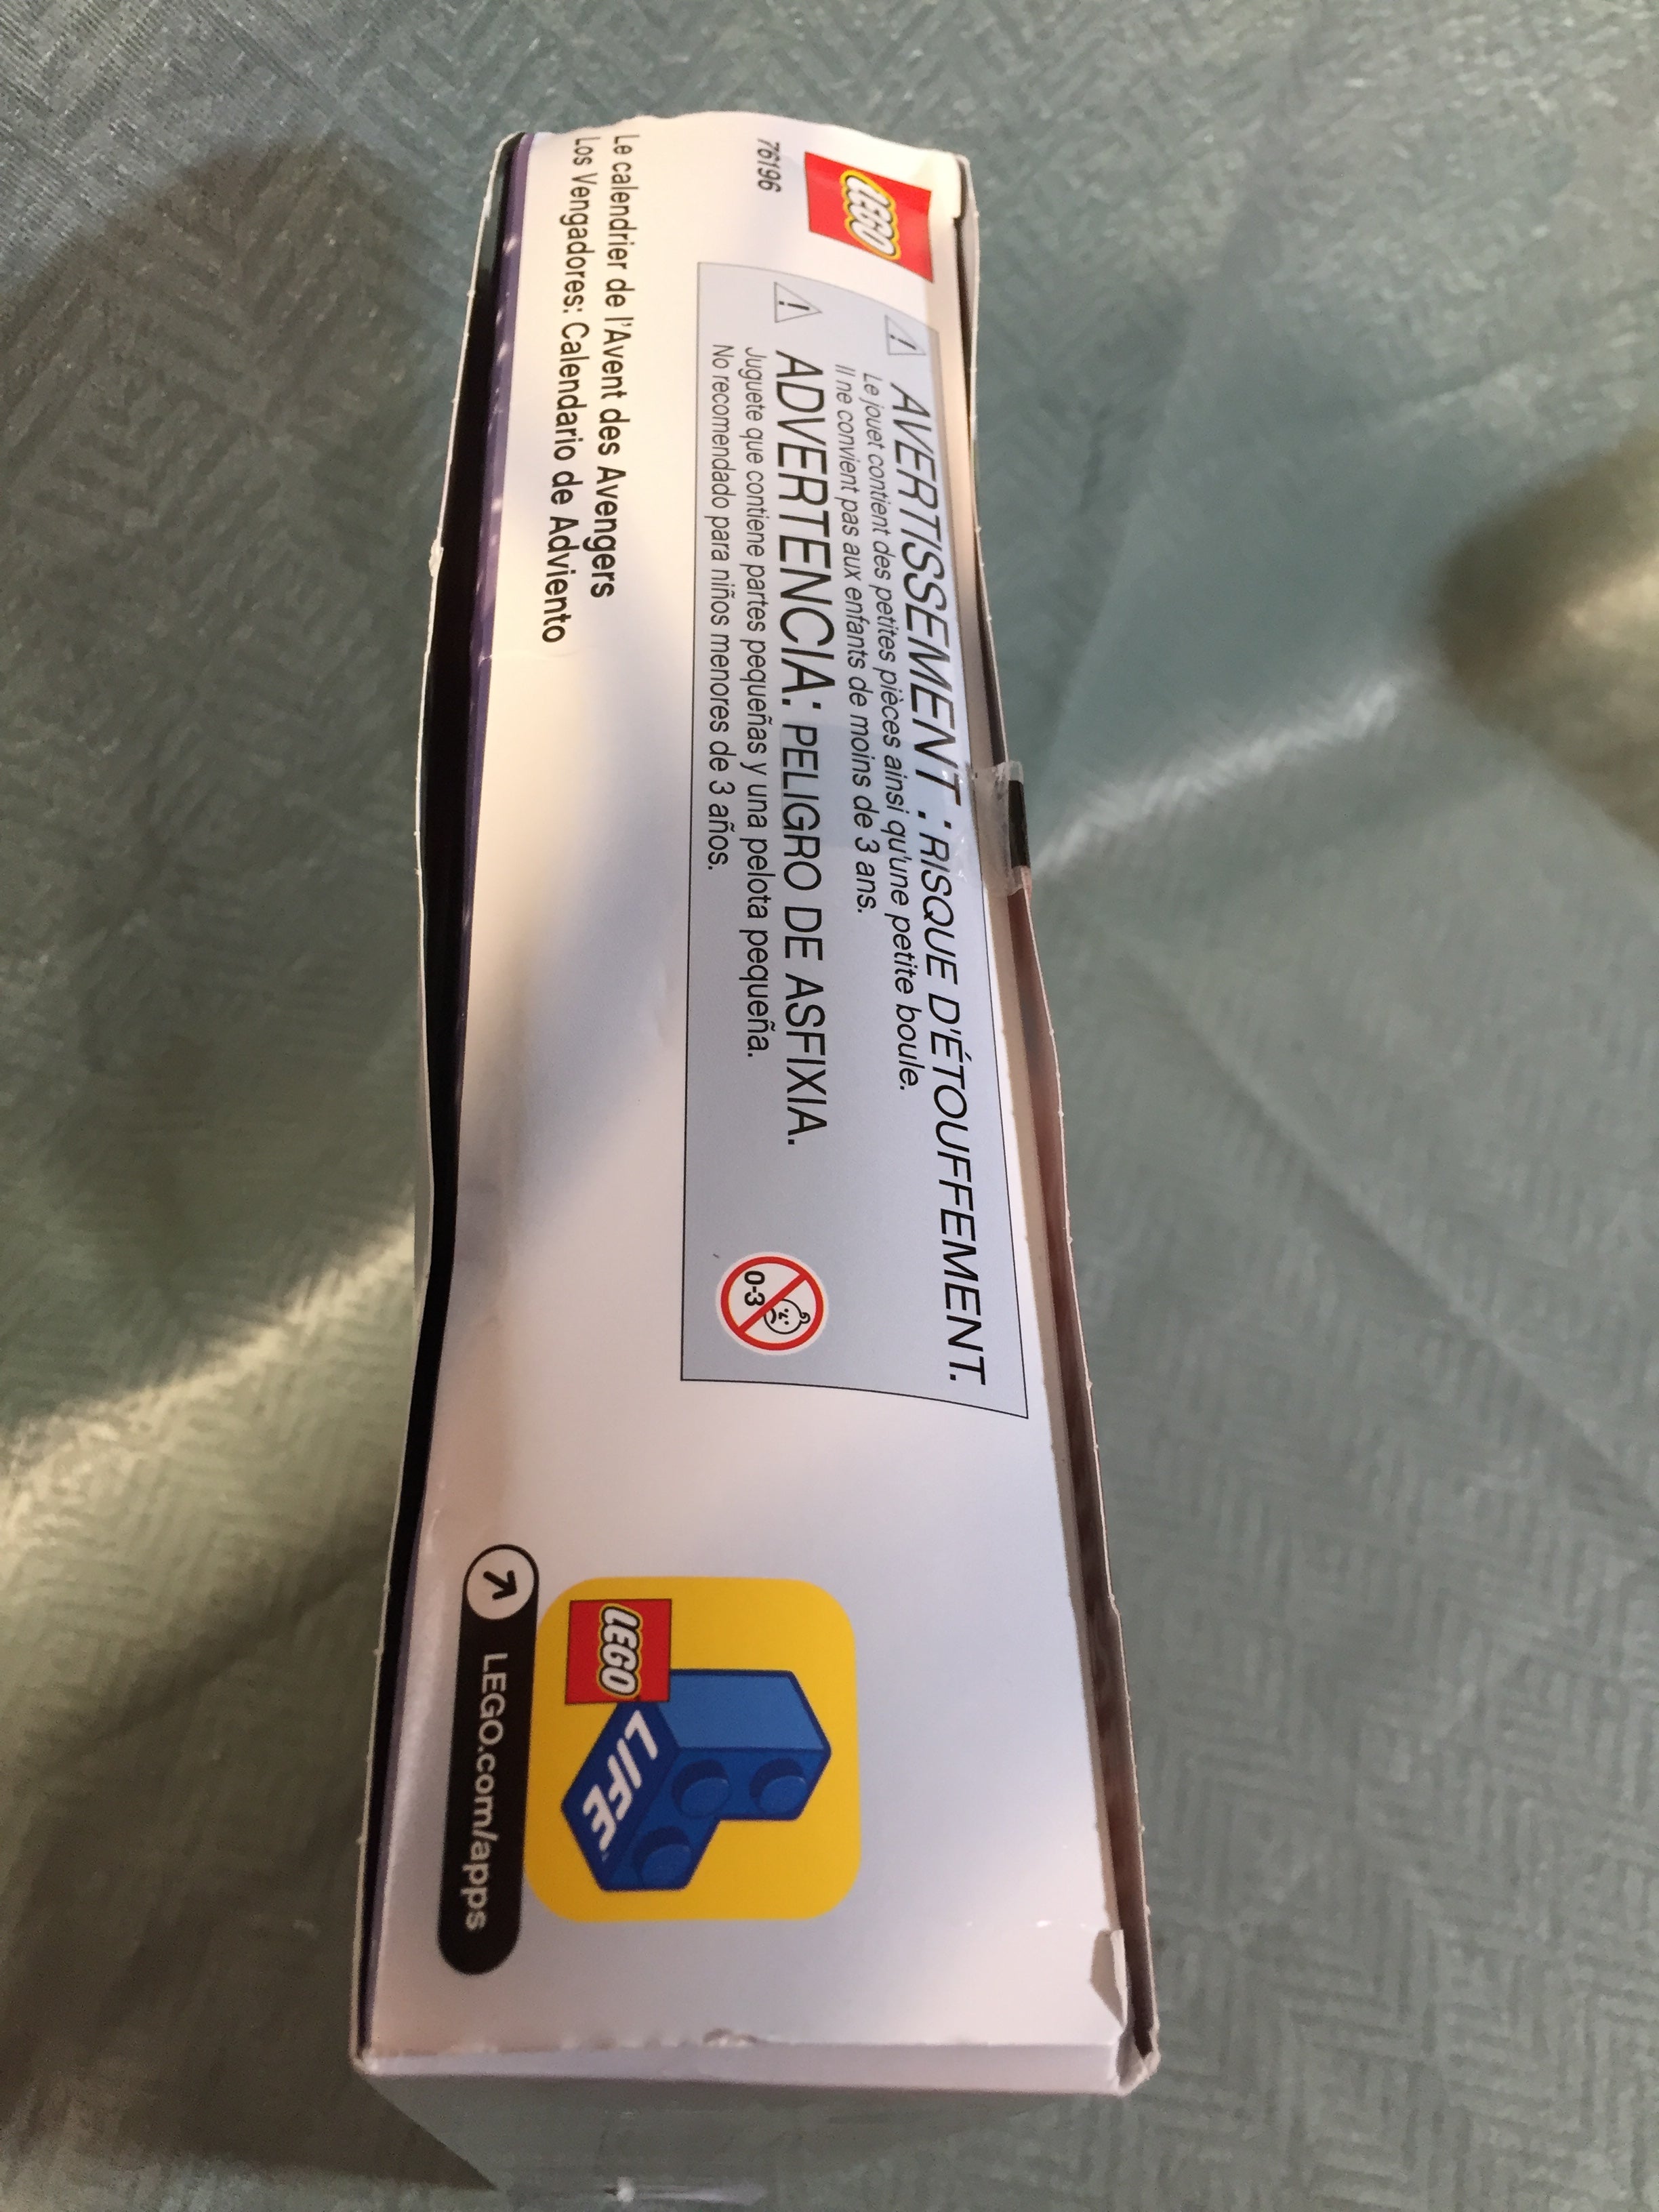 LEGO
76196
AVERTISSEMENT : RISQUE D'ÉTOUFFEMENT.
Le jouet contient des petites pièces ainsi qu'une petite boule.
Il ne convient pas aux enfants de moins de 3 ans.
ADVERTENCIA: PELIGRO DE ASFIXIA.
Juguete que contiene partes pequeñas y una pelota pequeña.
No recomendado para niños menores de 3 años.
0-3
Le calendrier de l'Avent des Avengers
Los Vengadores: Calendario de Adviento
LEGO
LIFE
LEGO.com/apps